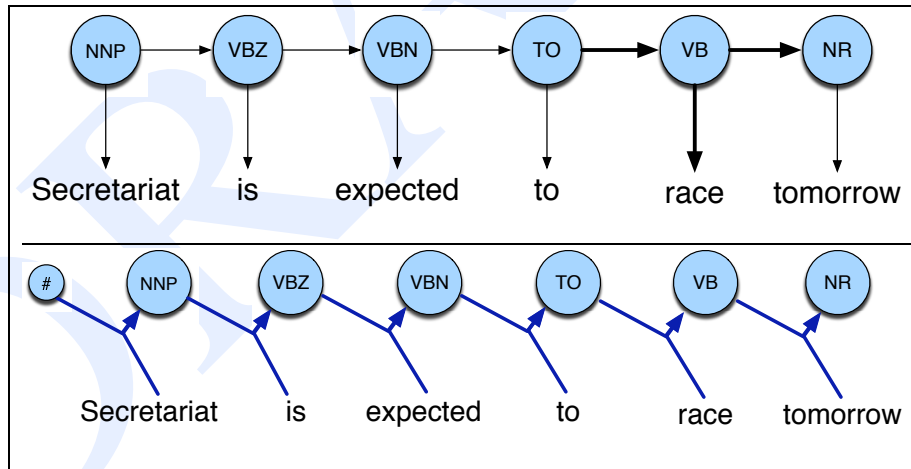 NNP VBZ VBN TO VB NR
Secretariat is expected to race tomorrow
# NNP VBZ VBN TO VB NR
Secretariat is expected to race tomorrow